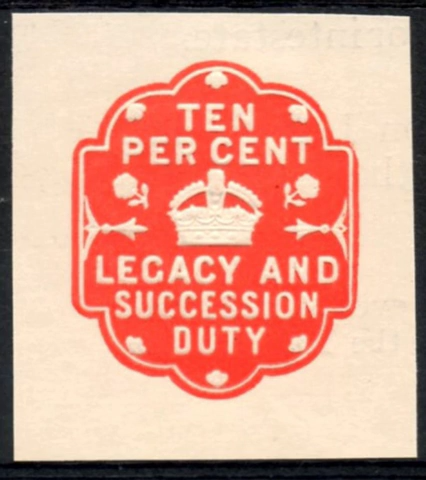 TEN
PER CENT
LEGACY AND
SUCCESSION
DUTY